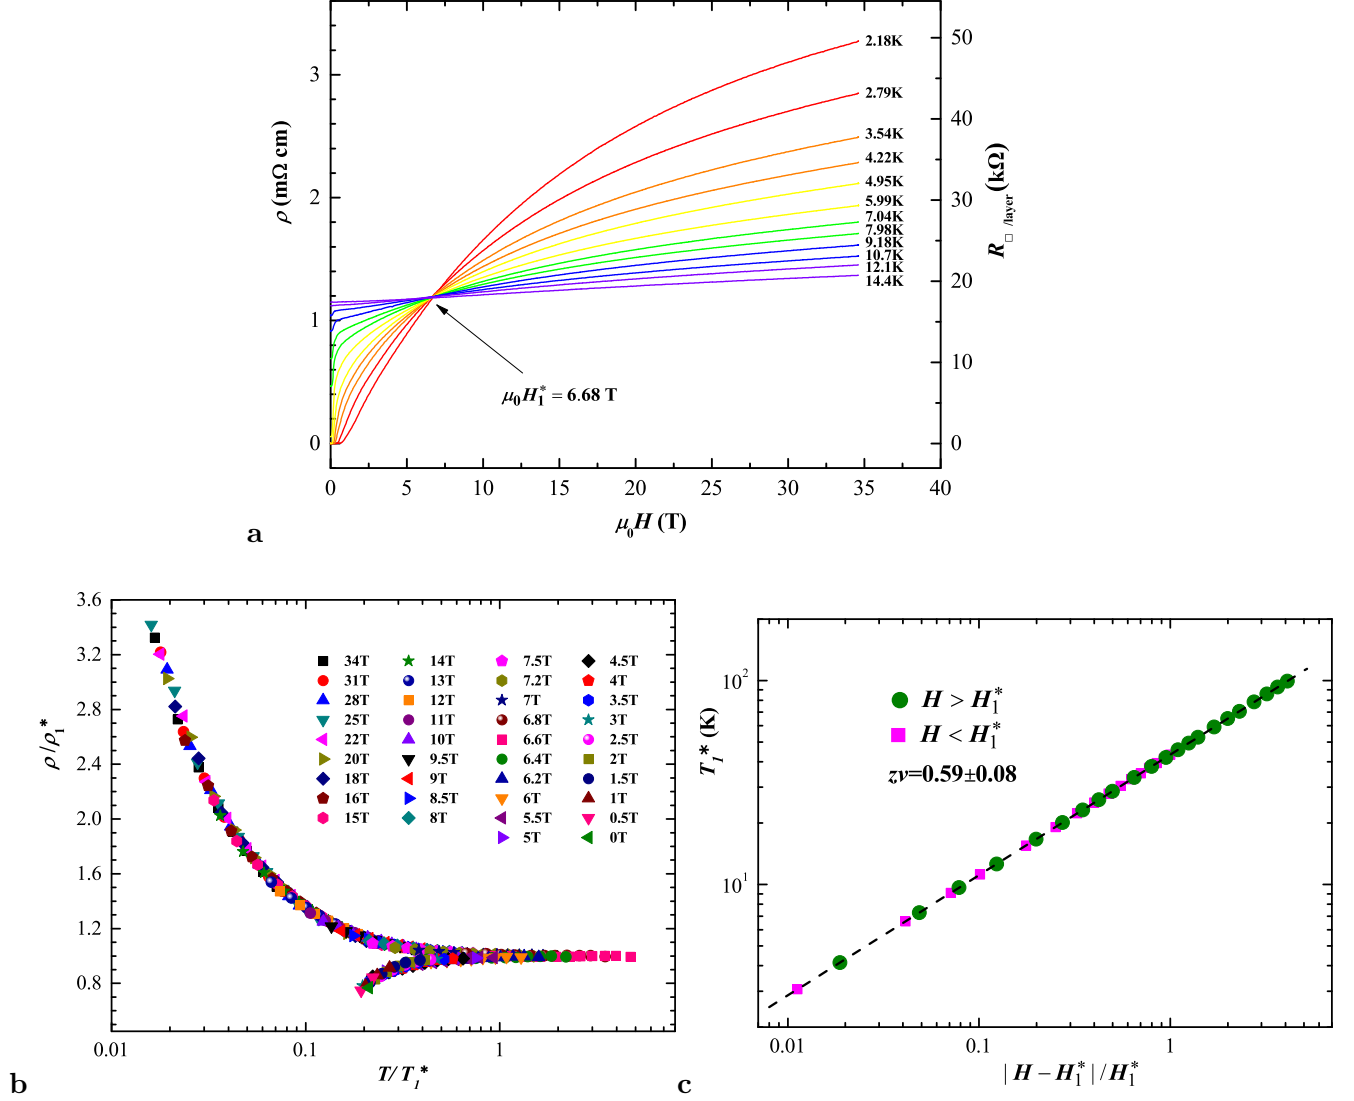 3
2
1
0
ρ (mΩ cm)
2.18K
2.79K
3.54K
4.22K
4.95K
5.99K
7.04K
7.98K
9.18K
10.7K
12.1K
14.4K
50
40
30
20
10
0
R□/layer(kΩ)
μ0H1* = 6.68 T
0 5 10 15 20 25 30 35 40
μ0H (T)
a
3.6
3.2
2.8
2.4
2.0
1.6
1.2
0.8
ρ/ρ1*
34T 14T 7.5T 4.5T
31T 13T 7.2T 4T
28T 12T 7T 3.5T
25T 11T 6.8T 3T
22T 10T 6.6T 2.5T
20T 9.5T 6.4T 2T
18T 9T 6.2T 1.5T
16T 8.5T 6T 1T
15T 8T 5.5T 0.5T
5T 0T
0.01 0.1 1
T/T1*
b
10²
10¹
T1* (K)
H > H1*
H < H1*
zν=0.59±0.08
0.01 0.1 1
| H – H1* | / H1*
c